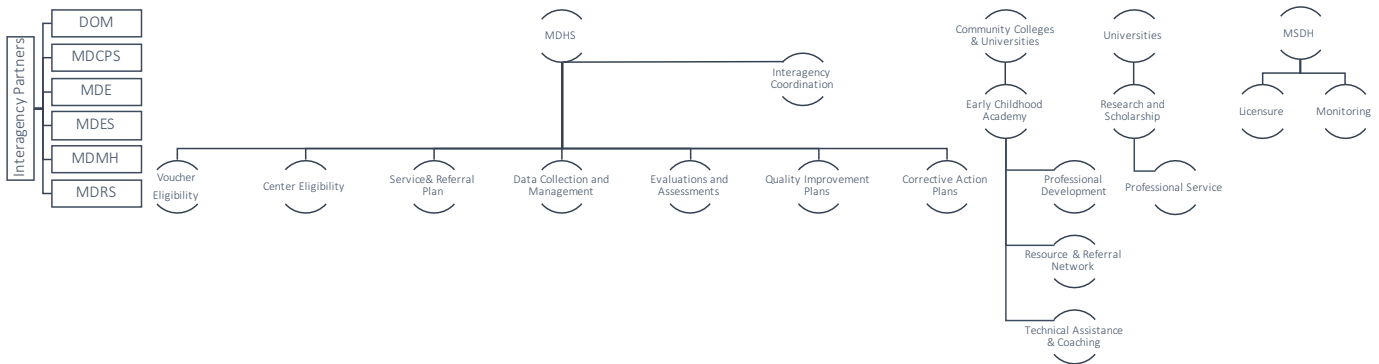 Interagency Partners
DOM
MDCPS
MDE
MDES
MDMH
MDRS
MDHS
Interagency
Coordination
Voucher
Eligibility
Center Eligibility
Service& Referral
Plan
Data Collection and
Management
Evaluations and
Assessments
Quality Improvement
Plans
Corrective Action
Plans
Community Colleges
& Universities
Early Childhood
Academy
Professional
Development
Resource & Referral
Network
Technical Assistance
& Coaching
Universities
Research and
Scholarship
Professional Service
MSDH
Licensure
Monitoring